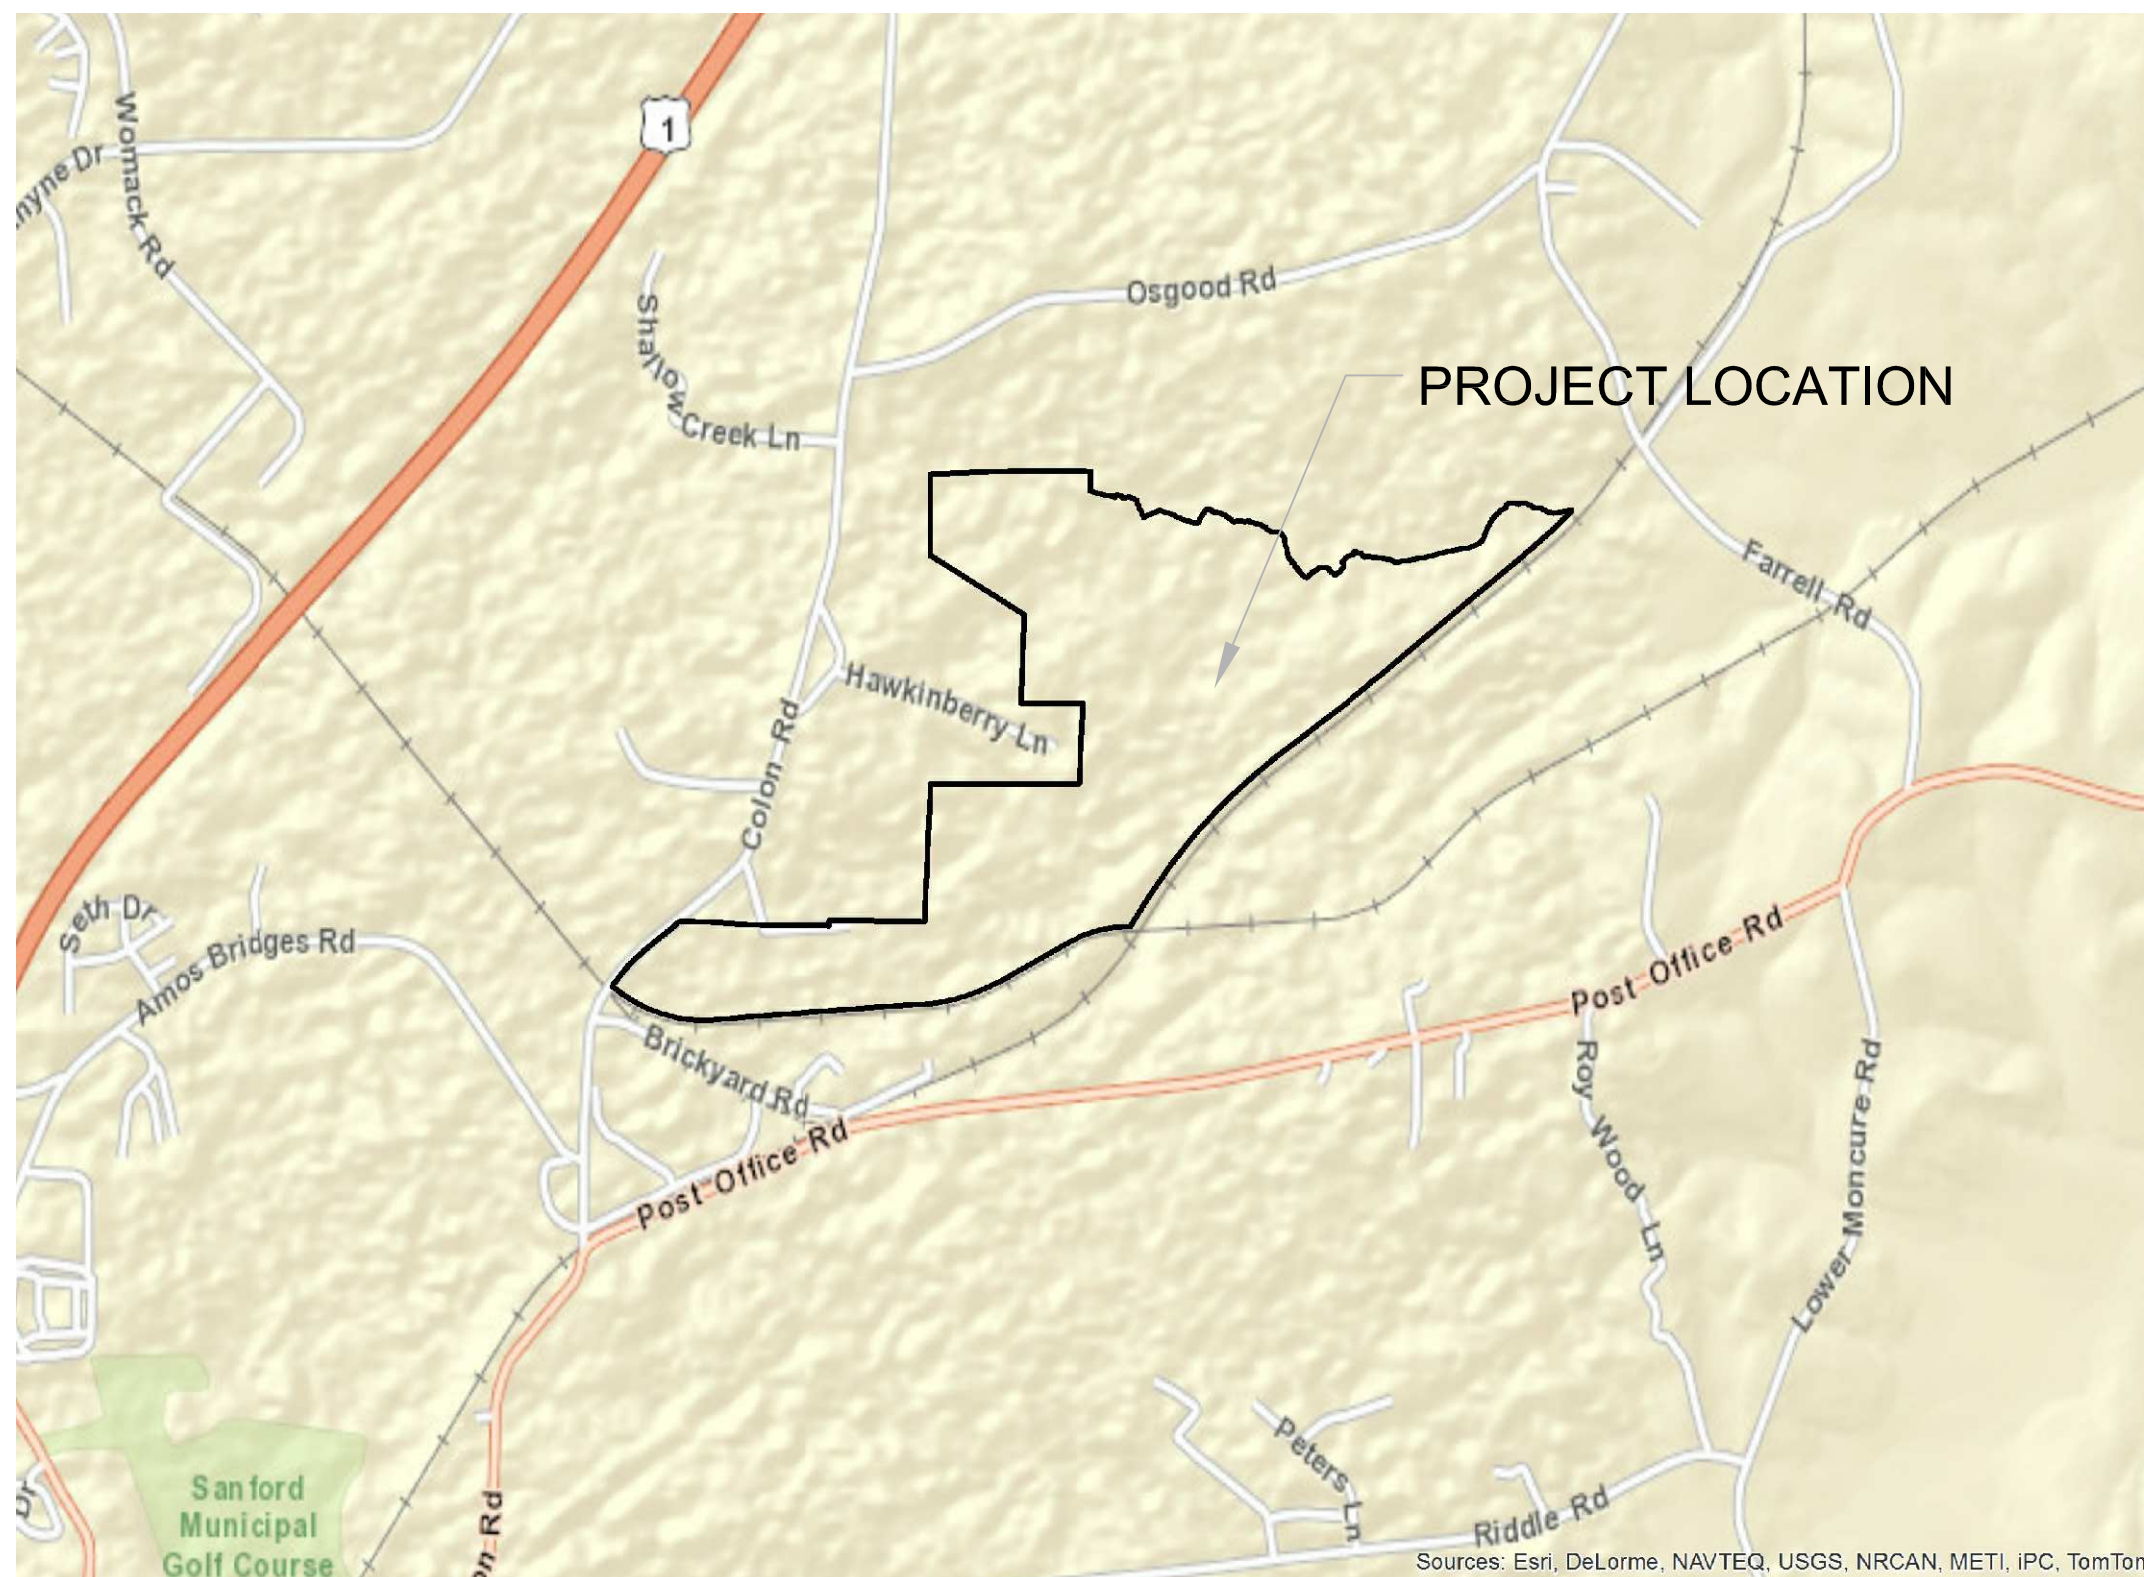 1
Womack Rd
Osgood Rd
Shallow Creek Ln
PROJECT LOCATION
Farrell Rd
Hawkinberry Ln
Colon Rd
Seth Dr
Amos Bridges Rd
Post Office Rd
Brickyard Rd
Post Office Rd
Roy Wood Ln
Lower Moncure Rd
Peters Ln
Riddle Rd
Sanford
Municipal
Golf Course
Dr
on Rd
Sources: Esri, DeLorme, NAVTEQ, USGS, NRCAN, METI, iPC, TomTom